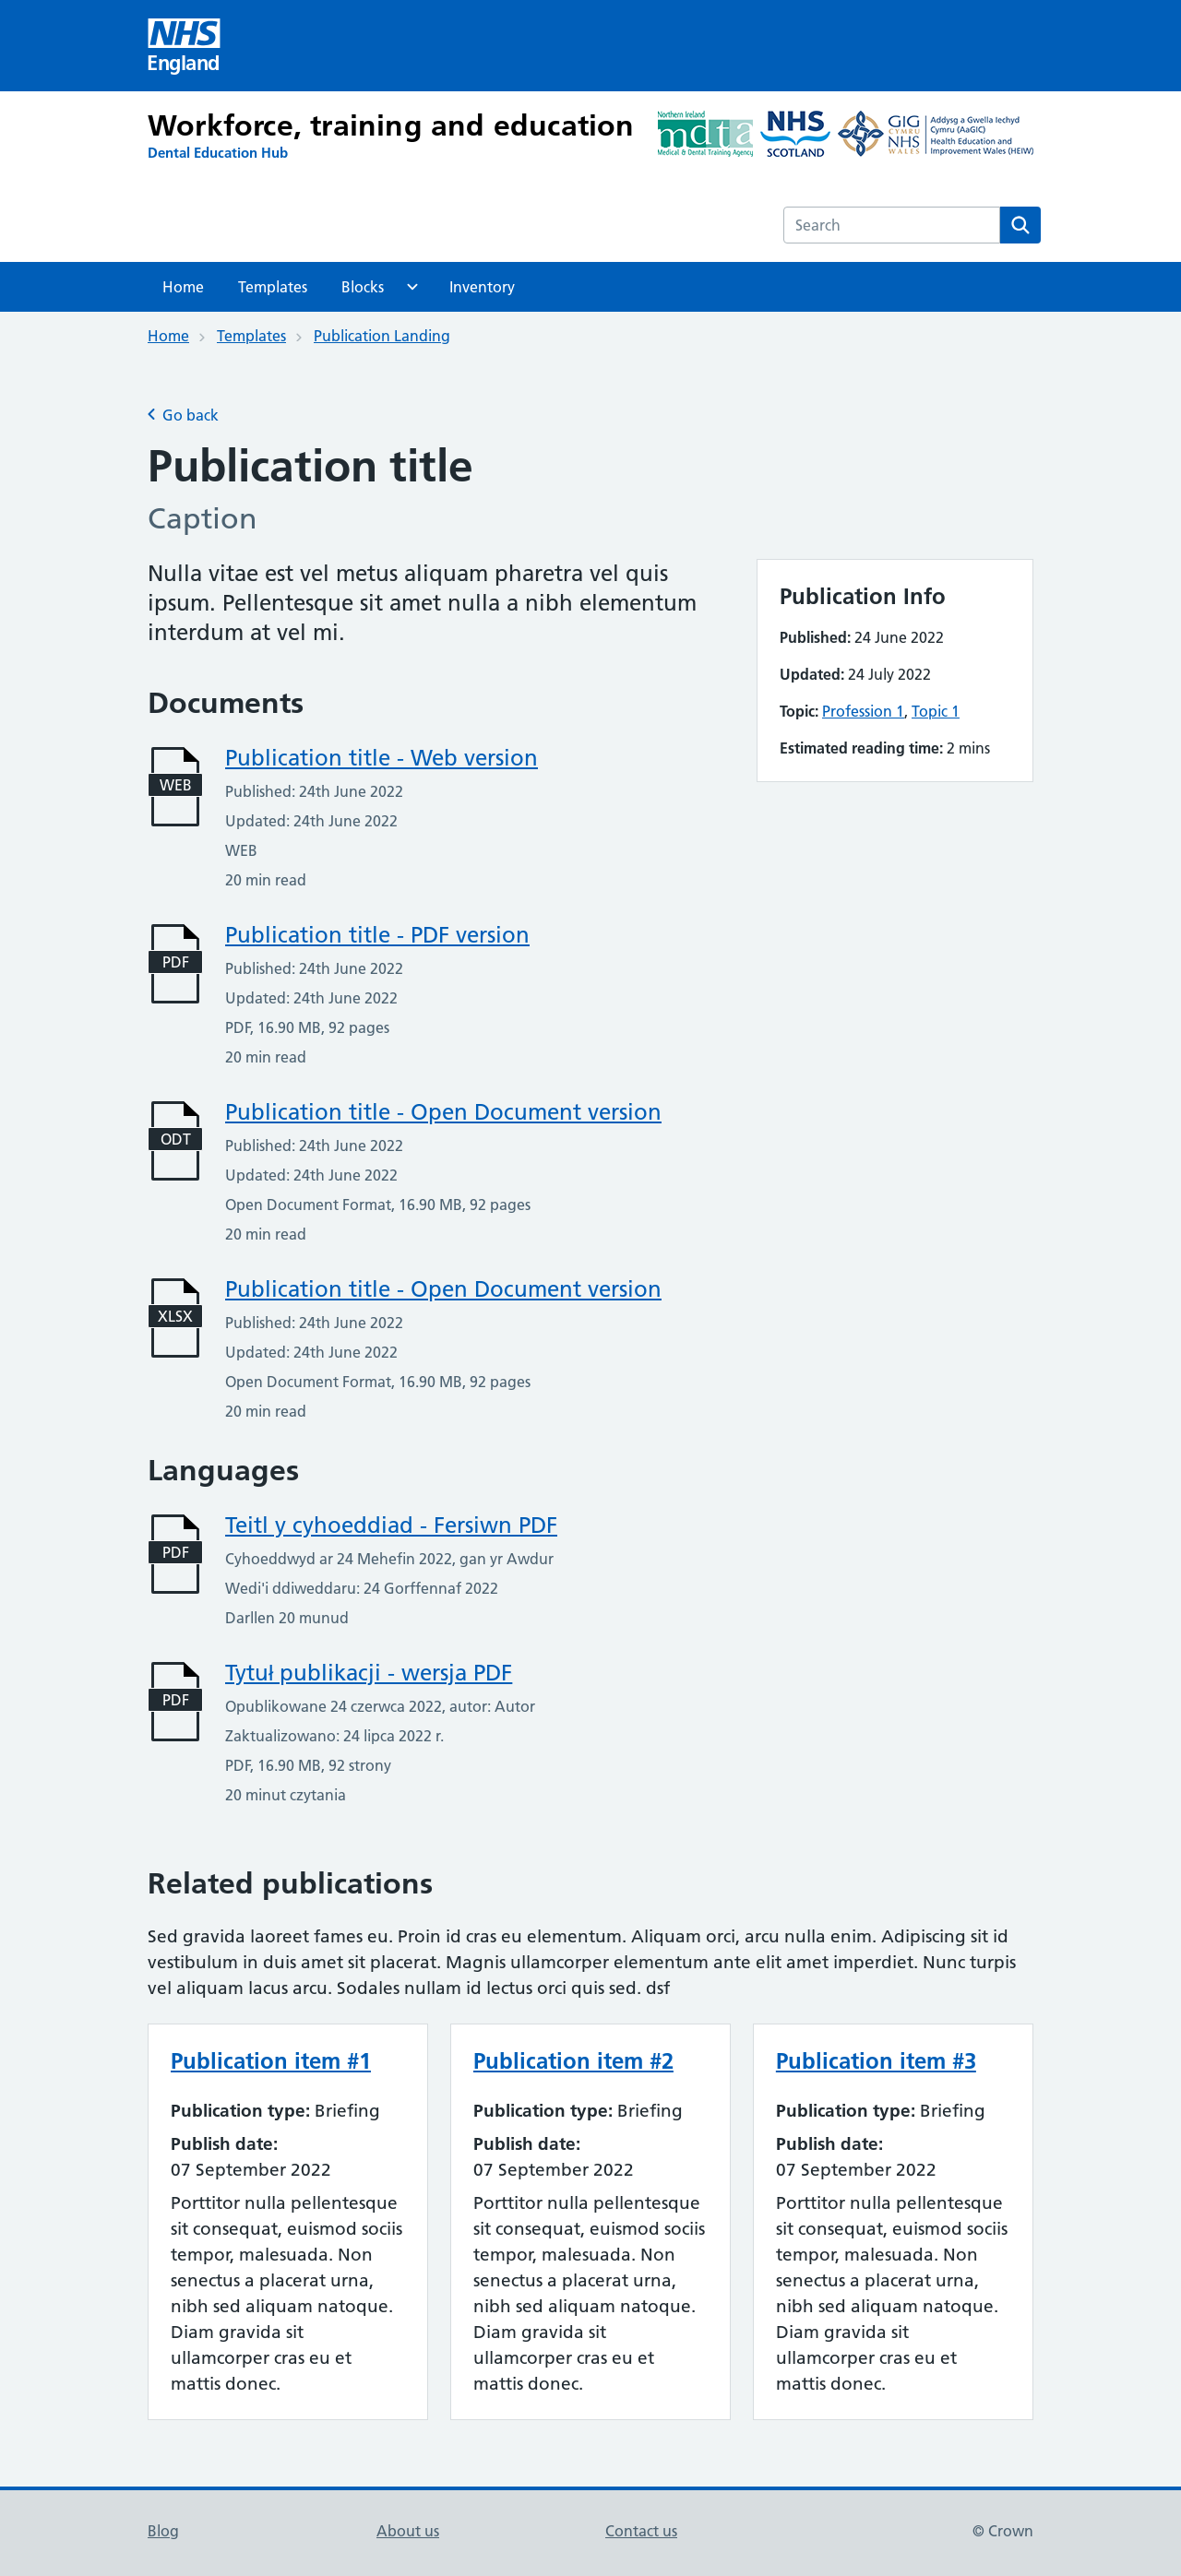 NHS
England
Workforce, training and education
Dental Education Hub
Northern Ireland
mdta
Medical & Dental Training Agency
NHS
SCOTLAND
GIG
CYMRU
NHS
WALES
Addysg a Gwella Iechyd
Cymru (AaGIC)
Health Education and
Improvement Wales (HEIW)
Search
Home
Templates
Blocks
Inventory
Home
Templates
Publication Landing
Go back
Publication title
Caption
Nulla vitae est vel metus aliquam pharetra vel quis
ipsum. Pellentesque sit amet nulla a nibh elementum
interdum at vel mi.
Publication Info
Published: 24 June 2022
Updated: 24 July 2022
Topic: Profession 1, Topic 1
Estimated reading time: 2 mins
Documents
WEB
Publication title - Web version
Published: 24th June 2022
Updated: 24th June 2022
WEB
20 min read
PDF
Publication title - PDF version
Published: 24th June 2022
Updated: 24th June 2022
PDF, 16.90 MB, 92 pages
20 min read
ODT
Publication title - Open Document version
Published: 24th June 2022
Updated: 24th June 2022
Open Document Format, 16.90 MB, 92 pages
20 min read
XLSX
Publication title - Open Document version
Published: 24th June 2022
Updated: 24th June 2022
Open Document Format, 16.90 MB, 92 pages
20 min read
Languages
PDF
Teitl y cyhoeddiad - Fersiwn PDF
Cyhoeddwyd ar 24 Mehefin 2022, gan yr Awdur
Wedi'i ddiweddaru: 24 Gorffennaf 2022
Darllen 20 munud
PDF
Tytuł publikacji - wersja PDF
Opublikowane 24 czerwca 2022, autor: Autor
Zaktualizowano: 24 lipca 2022 r.
PDF, 16.90 MB, 92 strony
20 minut czytania
Related publications
Sed gravida laoreet fames eu. Proin id cras eu elementum. Aliquam orci, arcu nulla enim. Adipiscing sit id
vestibulum in duis amet sit placerat. Magnis ullamcorper elementum ante elit amet imperdiet. Nunc turpis
vel aliquam lacus arcu. Sodales nullam id lectus orci quis sed. dsf
Publication item #1
Publication type: Briefing
Publish date:
07 September 2022
Porttitor nulla pellentesque
sit consequat, euismod sociis
tempor, malesuada. Non
senectus a placerat urna,
nibh sed aliquam natoque.
Diam gravida sit
ullamcorper cras eu et
mattis donec.
Publication item #2
Publication type: Briefing
Publish date:
07 September 2022
Porttitor nulla pellentesque
sit consequat, euismod sociis
tempor, malesuada. Non
senectus a placerat urna,
nibh sed aliquam natoque.
Diam gravida sit
ullamcorper cras eu et
mattis donec.
Publication item #3
Publication type: Briefing
Publish date:
07 September 2022
Porttitor nulla pellentesque
sit consequat, euismod sociis
tempor, malesuada. Non
senectus a placerat urna,
nibh sed aliquam natoque.
Diam gravida sit
ullamcorper cras eu et
mattis donec.
Blog
About us
Contact us
© Crown